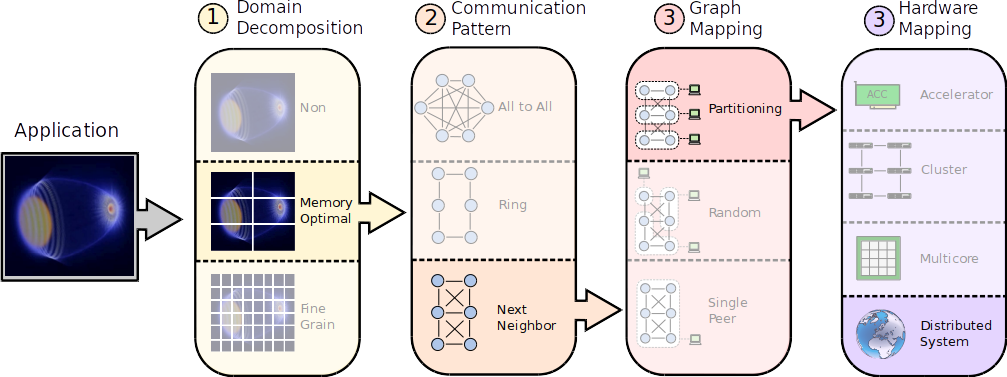 Application
1 Domain
Decomposition
Non
Memory
Optimal
Fine
Grain
2 Communication
Pattern
All to All
Ring
Next
Neighbor
3 Graph
Mapping
Partitioning
Random
Single
Peer
3 Hardware
Mapping
ACC
Accelerator
Cluster
Multicore
Distributed
System